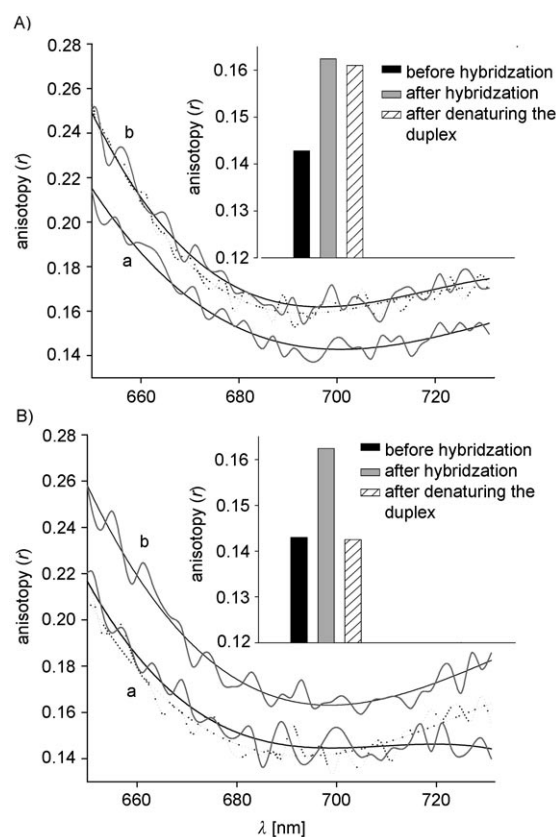 A)
0.28
0.26
0.24
0.22
0.20
0.18
0.16
0.14
anisotopy (r)
b
a
0.16
0.14
0.13
0.12
anisotopy (r)
before hybridzation
after hybridzation
after denaturing the
duplex
660
680
700
720
B)
0.28
0.26
0.24
0.22
0.20
0.18
0.16
0.14
anisotopy (r)
b
a
0.16
0.14
0.13
0.12
anisotopy (r)
before hybridzation
after hybridzation
after denaturing the
duplex
660
680
700
720
λ [nm]